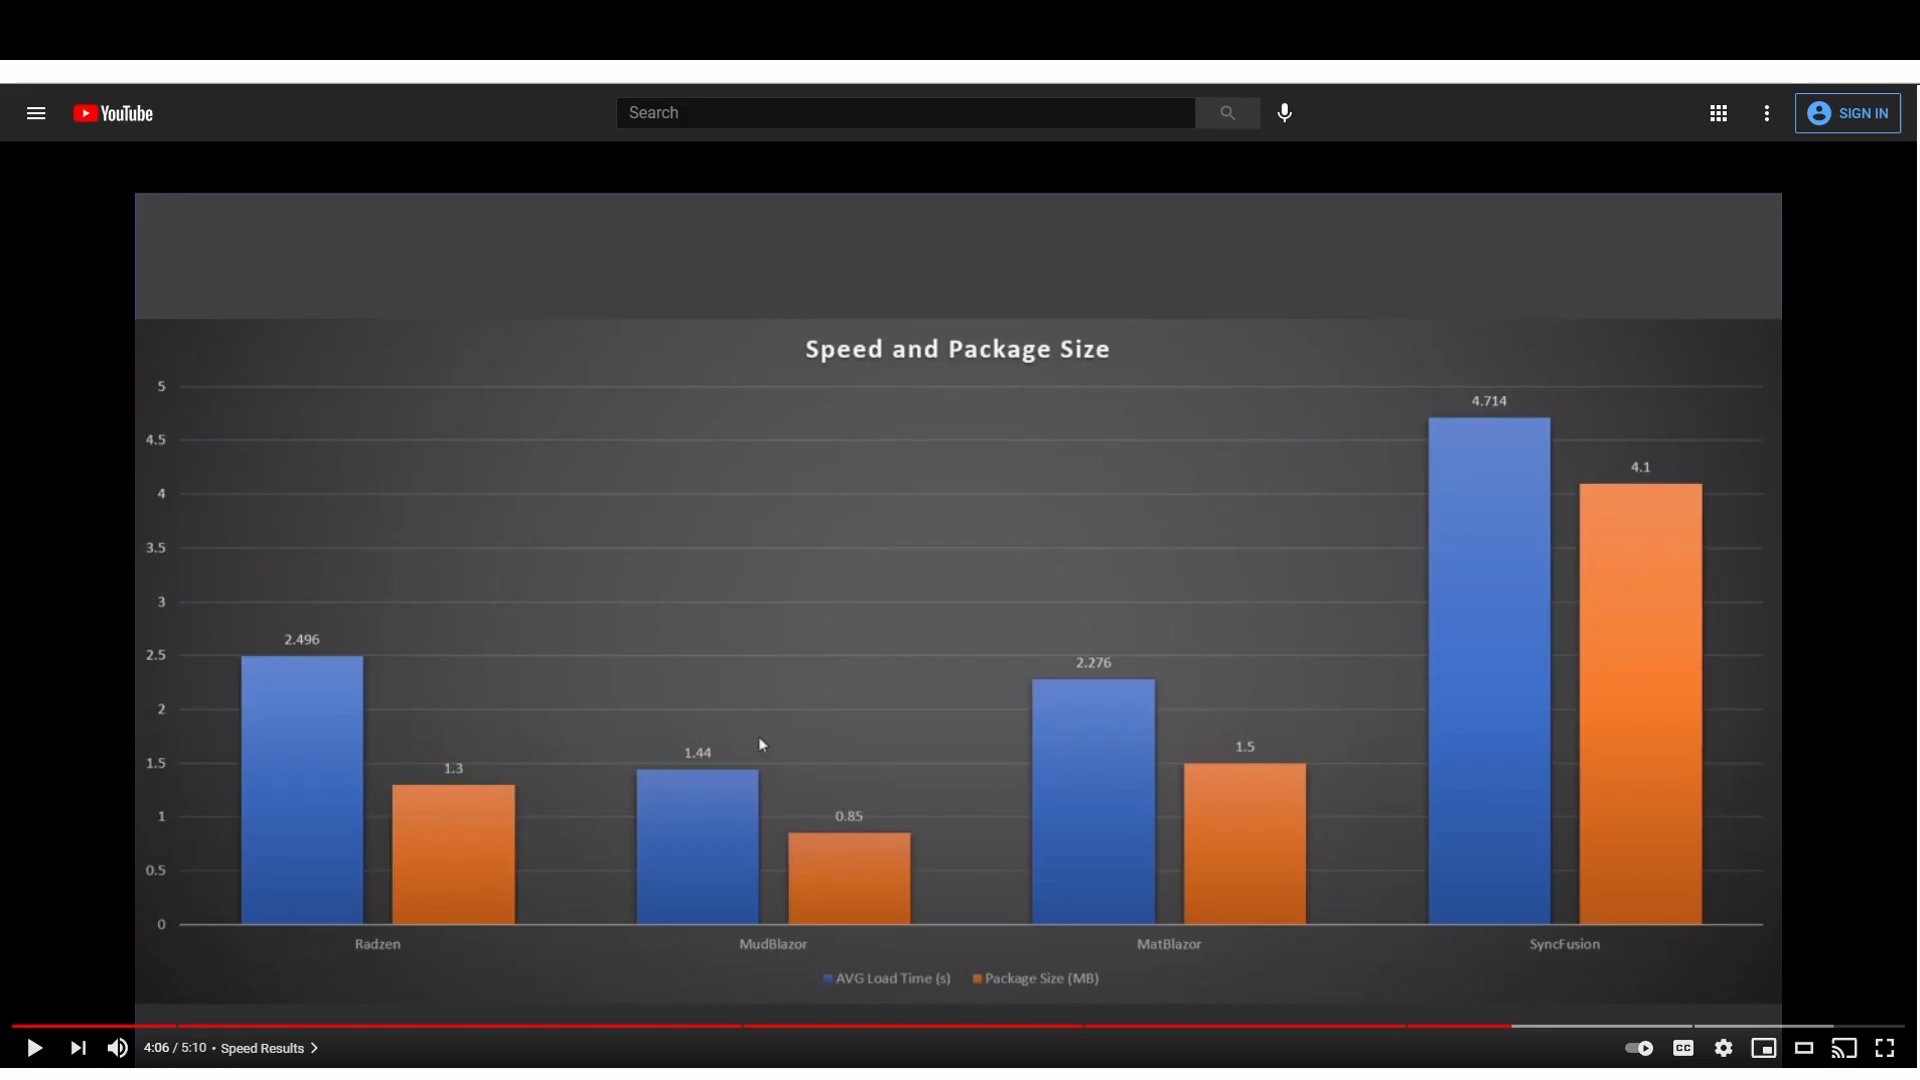 YouTube
Search
SIGN IN
Speed and Package Size
5
4.5
4
3.5
3
2.5
2
1.5
1
0.5
0
2.496
1.3
1.44
0.85
2.276
1.5
4.714
4.1
Radzen
MudBlazor
MatBlazor
SyncFusion
AVG Load Time (s) Package Size (MB)
4:06 / 5:10 • Speed Results
CC